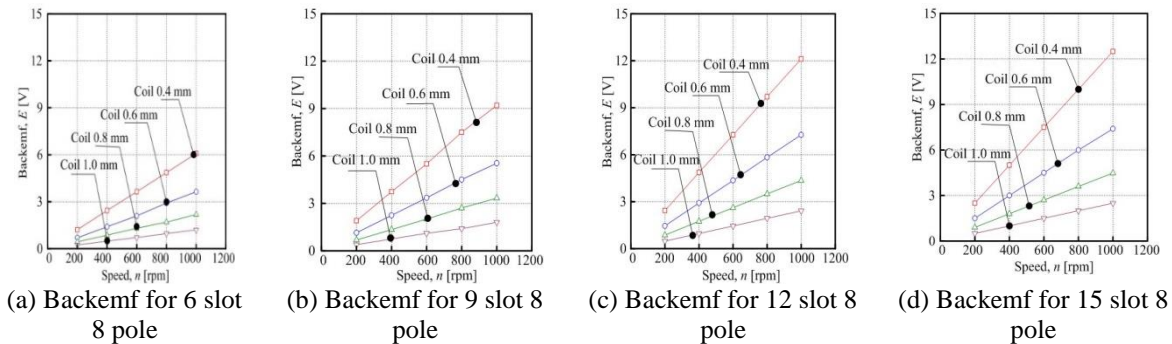 15
12
9
6
3
0
Backemf, E [V]
Coil 0.4 mm
Coil 0.6 mm
Coil 0.8 mm
Coil 1.0 mm
200 400 600 800 1000 1200
Speed, n [rpm]
(a) Backemf for 6 slot
8 pole
15
12
9
6
3
0
Backemf, E [V]
Coil 0.4 mm
Coil 0.6 mm
Coil 0.8 mm
Coil 1.0 mm
200 400 600 800 1000 1200
Speed, n [rpm]
(b) Backemf for 9 slot 8
pole
15
12
9
6
3
0
Backemf, E [V]
Coil 0.4 mm
Coil 0.6 mm
Coil 0.8 mm
Coil 1.0 mm
200 400 600 800 1000 1200
Speed, n [rpm]
(c) Backemf for 12 slot 8
pole
15
12
9
6
3
0
Backemf, E [V]
Coil 0.4 mm
Coil 0.6 mm
Coil 0.8 mm
Coil 1.0 mm
200 400 600 800 1000 1200
Speed, n [rpm]
(d) Backemf for 15 slot 8
pole